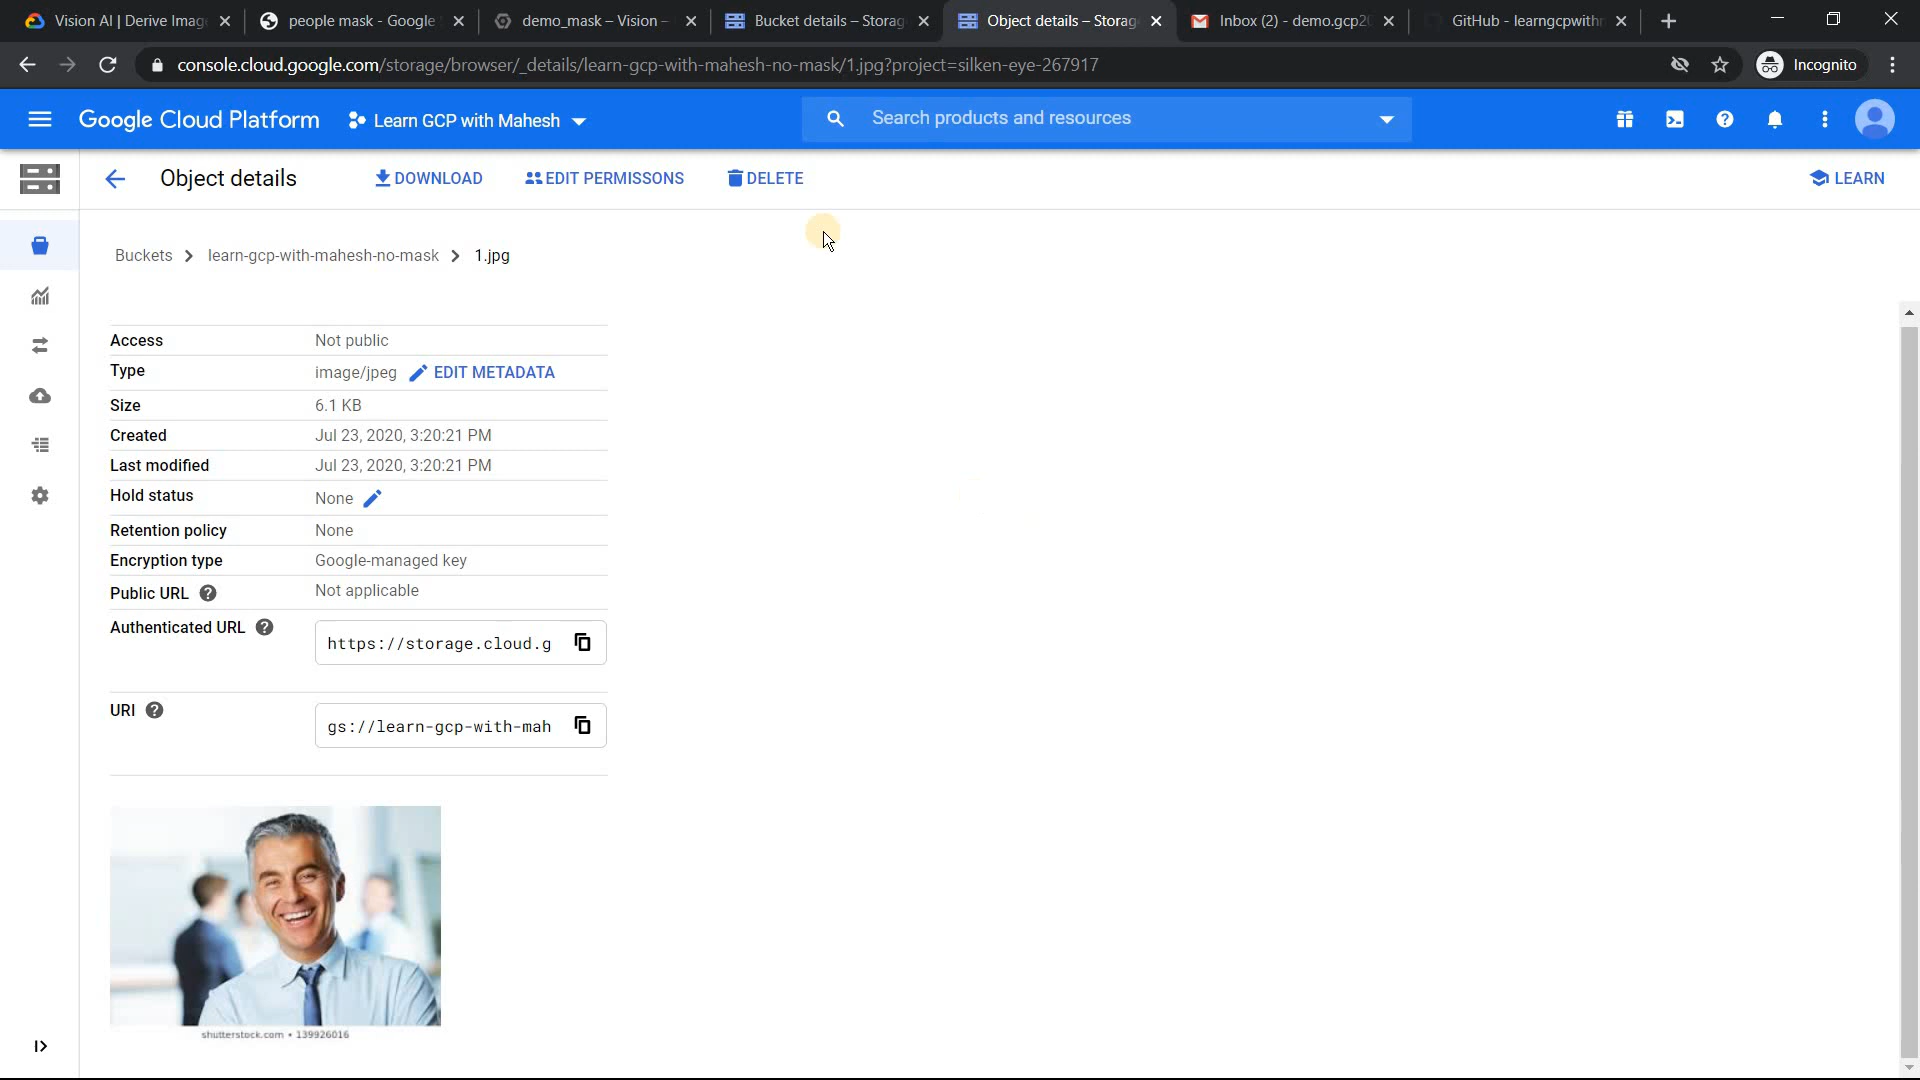 Vision AI | Derive Imag
people mask - Google
demo_mask – Vision –
Bucket details – Storag
Object details – Storag
Inbox (2) - demo.gcp2
GitHub - learngcpwith
console.cloud.google.com/storage/browser/_details/learn-gcp-with-mahesh-no-mask/1.jpg?project=silken-eye-267917
Incognito
Google Cloud Platform
Learn GCP with Mahesh
Search products and resources
Object details
DOWNLOAD
EDIT PERMISSONS
DELETE
LEARN
Buckets > learn-gcp-with-mahesh-no-mask > 1.jpg
Access Not public
Type image/jpeg EDIT METADATA
Size 6.1 KB
Created Jul 23, 2020, 3:20:21 PM
Last modified Jul 23, 2020, 3:20:21 PM
Hold status None
Retention policy None
Encryption type Google-managed key
Public URL Not applicable
Authenticated URL https://storage.cloud.g
URI gs://learn-gcp-with-mah
shutterstock.com • 139926016